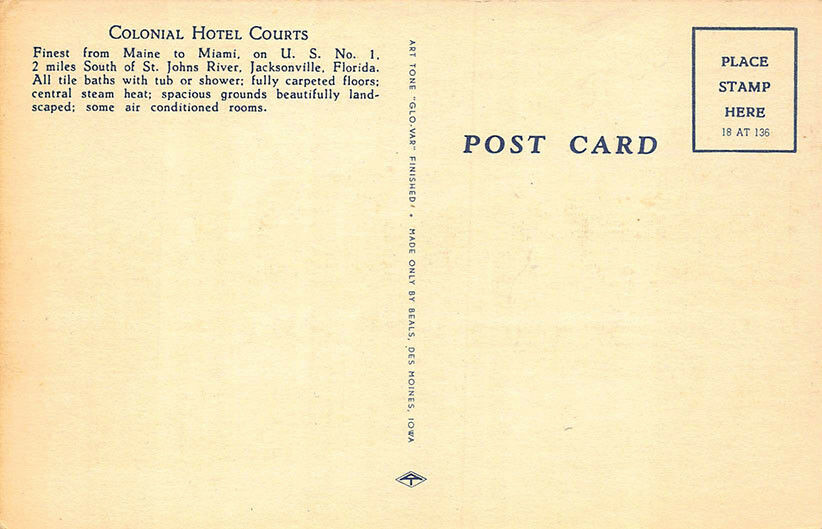 COLONIAL HOTEL COURTS
Finest from Maine to Miami, on U. S. No. 1,
2 miles South of St. Johns River, Jacksonville, Florida.
All tile baths with tub or shower; fully carpeted floors;
central steam heat; spacious grounds beautifully land-
scaped; some air conditioned rooms.
ART TONE "GLO-VAR" FINISHED • MADE ONLY BY BEALS, DES MOINES, IOWA
POST CARD
PLACE
STAMP
HERE
18 AT 136